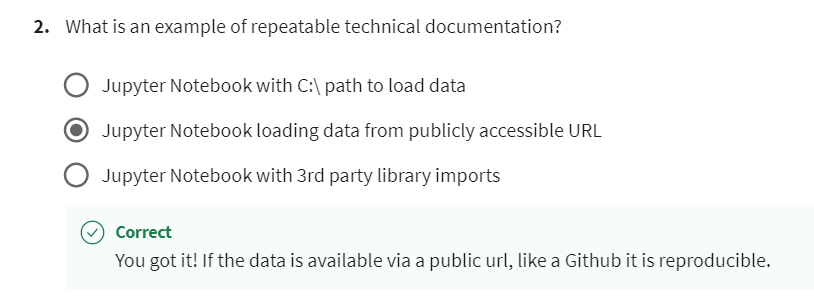 2. What is an example of repeatable technical documentation?
Jupyter Notebook with C:\ path to load data
Jupyter Notebook loading data from publicly accessible URL
Jupyter Notebook with 3rd party library imports
Correct
You got it! If the data is available via a public url, like a Github it is reproducible.